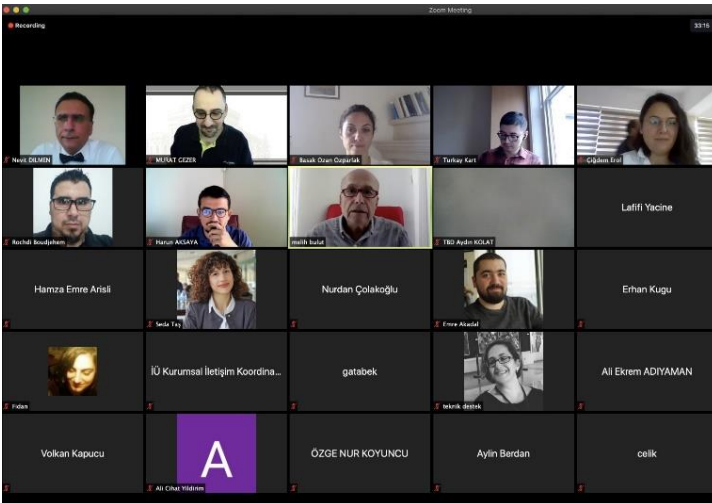 Zoom Meeting
Recording
33:15
Nevit DILMEN
MURAT GEZER
Basak Ozan Ozparlak
Turkay Kart
Çiğdem Erol
Rochdi Boudjehem
Harun AKSAYA
melih bulut
TBD Aydın KOLAT
Lafifi Yacine
Hamza Emre Arisli
Seda Taş
Nurdan Çolakoğlu
Emre Akadal
Erhan Kugu
Fidan
İÜ Kurumsal İletişim Koordina...
gatabek
teknik destek
Ali Ekrem ADIYAMAN
Volkan Kapucu
A
Ali Cihat Yildirim
ÖZGE NUR KOYUNCU
Aylin Berdan
celik